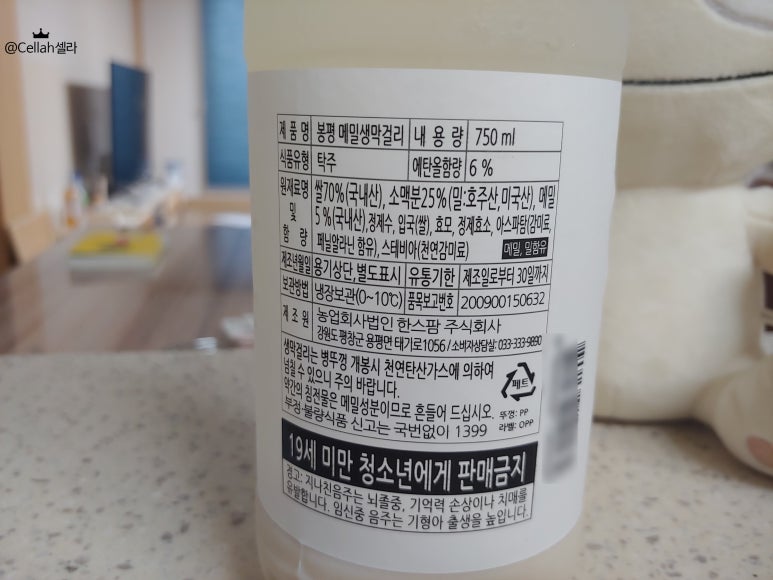 @Cellah셀라
제품명 봉평 메밀생막걸리 내용량 750 ml
식품유형 탁주 에탄올함량 6 %
원재료명 및 함량 쌀70%(국내산), 소맥분25%(밀:호주산,미국산), 메밀
5 %(국내산),정제수, 입국(쌀), 효모, 정제효소, 아스파탐(감미료,
페닐알라닌 함유), 스테비아(천연감미료) 메밀, 밀함유
제조년월일 용기상단, 별도표시 유통기한 제조일로부터 30일까지
보관방법 냉장보관(0~10℃) 품목보고번호 200900150632
제조원 농업회사법인 한스팜 주식회사
강원도 평창군 용평면 태기로1056 / 소비자상담실: 033-333-9890
생막걸리는 병뚜껑 개봉시 천연탄산가스에 의하여
넘칠 수 있으니 주의 바랍니다.
약간의 침전물은 메밀성분이므로 흔들어 드십시오.
부정·불량식품 신고는 국번없이 1399
페트
뚜껑: PP
라벨: OPP
19세 미만 청소년에게 판매금지
경고: 지나친음주는 뇌졸중, 기억력 손상이나 치매를
유발합니다. 임신중 음주는 기형아 출생을 높입니다.